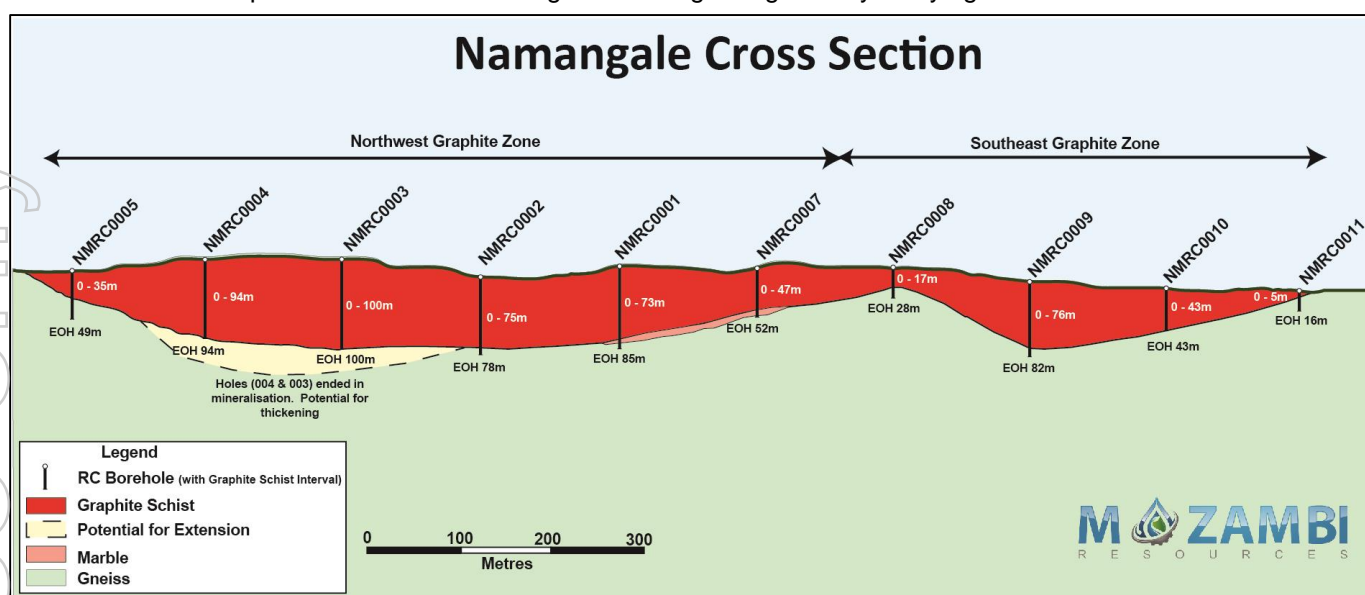 Namangale Cross Section
Northwest Graphite Zone
Southeast Graphite Zone
NMRC0005
NMRC0004
NMRC0003
NMRC0002
NMRC0001
NMRC0007
NMRC0008
NMRC0009
NMRC0010
NMRC0011
0 - 35m
0 - 94m
0 - 100m
0 - 75m
0 - 73m
0 - 47m
0 - 17m
0 - 76m
0 - 43m
0 - 5m
EOH 49m
EOH 94m
EOH 100m
EOH 78m
EOH 85m
EOH 52m
EOH 28m
EOH 82m
EOH 43m
EOH 16m
Holes (004 & 003) ended in
mineralisation. Potential for
thickening
Legend
RC Borehole (with Graphite Schist Interval)
Graphite Schist
Potential for Extension
Marble
Gneiss
0 100 200 300
Metres
MOZAMBI
RESOURCES